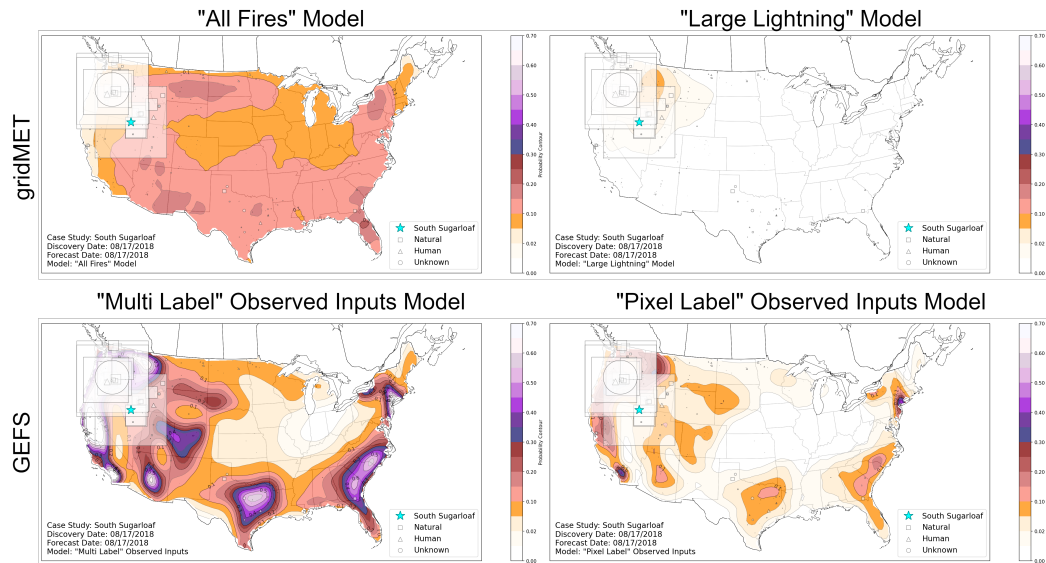 "All Fires" Model
"Large Lightning" Model
gridMET
0.70
0.60
0.50
0.40
0.30
0.20
0.10
0.02
0.00
Probability Contour
South Sugarloaf
Natural
Human
Unknown
Case Study: South Sugarloaf
Discovery Date: 08/17/2018
Forecast Date: 08/17/2018
Model: "All Fires" Model
0.70
0.60
0.50
0.40
0.30
0.20
0.10
0.02
0.00
South Sugarloaf
Natural
Human
Unknown
Case Study: South Sugarloaf
Discovery Date: 08/17/2018
Forecast Date: 08/17/2018
Model: "Large Lightning" Model
"Multi Label" Observed Inputs Model
"Pixel Label" Observed Inputs Model
GEFS
0.70
0.60
0.50
0.40
0.30
0.20
0.10
0.02
0.00
Probability Contour
South Sugarloaf
Natural
Human
Unknown
Case Study: South Sugarloaf
Discovery Date: 08/17/2018
Forecast Date: 08/17/2018
Model: "Multi Label" Observed Inputs
0.70
0.60
0.50
0.40
0.30
0.20
0.10
0.02
0.00
South Sugarloaf
Natural
Human
Unknown
Case Study: South Sugarloaf
Discovery Date: 08/17/2018
Forecast Date: 08/17/2018
Model: "Pixel Label" Observed Inputs